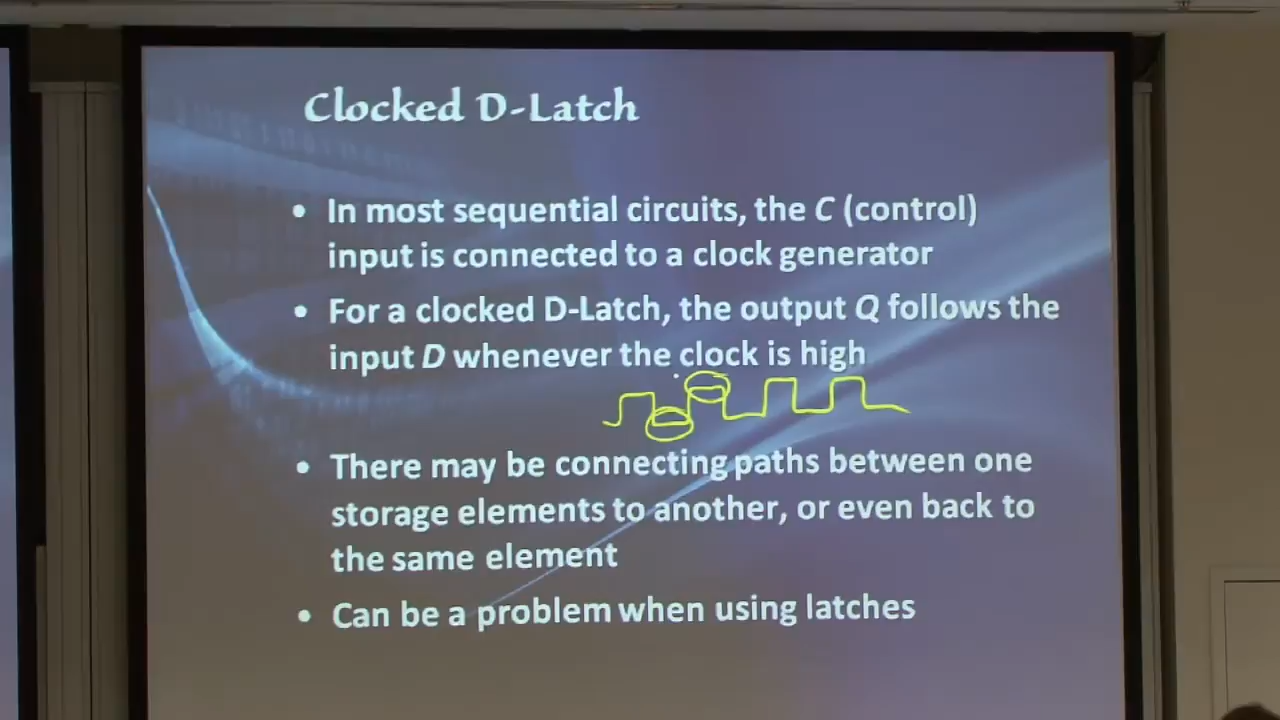 Clocked D-Latch
• In most sequential circuits, the C (control)
input is connected to a clock generator
• For a clocked D-Latch, the output Q follows the
input D whenever the clock is high
• There may be connecting paths between one
storage elements to another, or even back to
the same element
• Can be a problem when using latches